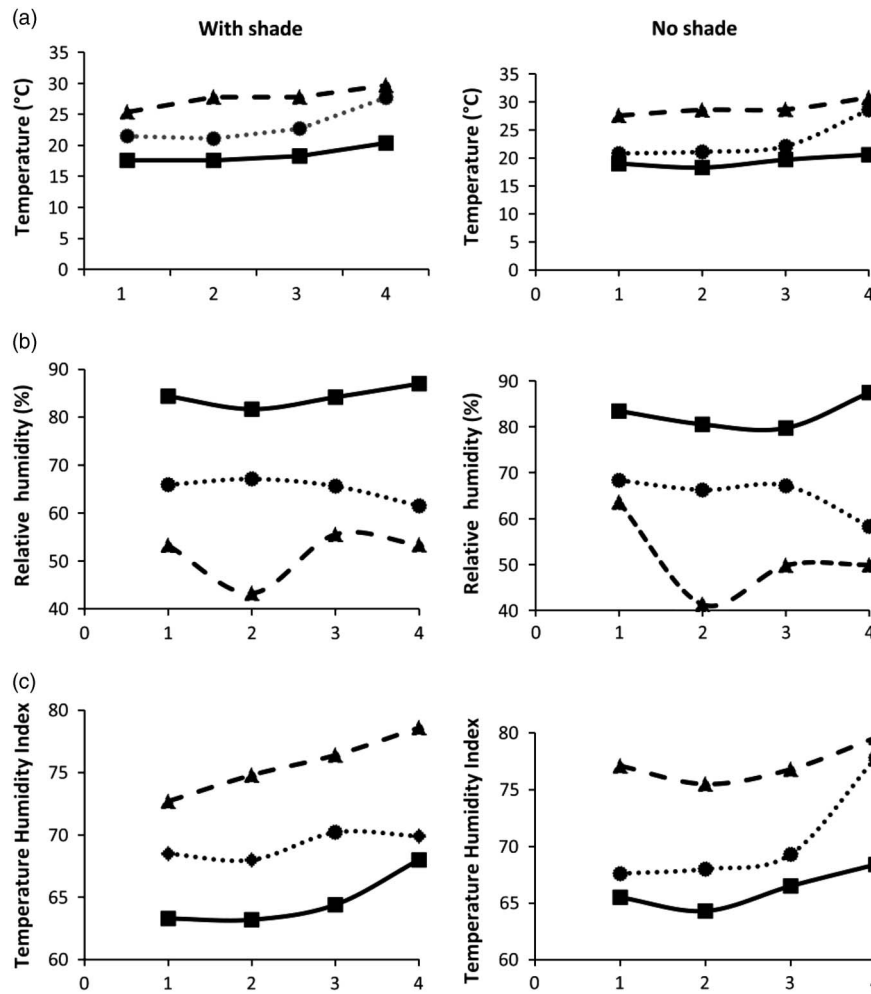 (a)
With shade
No shade
Temperature (°C)
35
30
25
20
15
10
5
0
1 2 3 4
Temperature (°C)
35
30
25
20
15
10
5
0
0 1 2 3 4
(b)
Relative humidity (%)
90
80
70
60
50
40
0 1 2 3 4
Relative humidity (%)
90
80
70
60
50
40
0 1 2 3 4
(c)
Temperature Humidity Index
80
75
70
65
60
0 1 2 3 4
Temperature Humidity Index
80
75
70
65
60
0 1 2 3 4